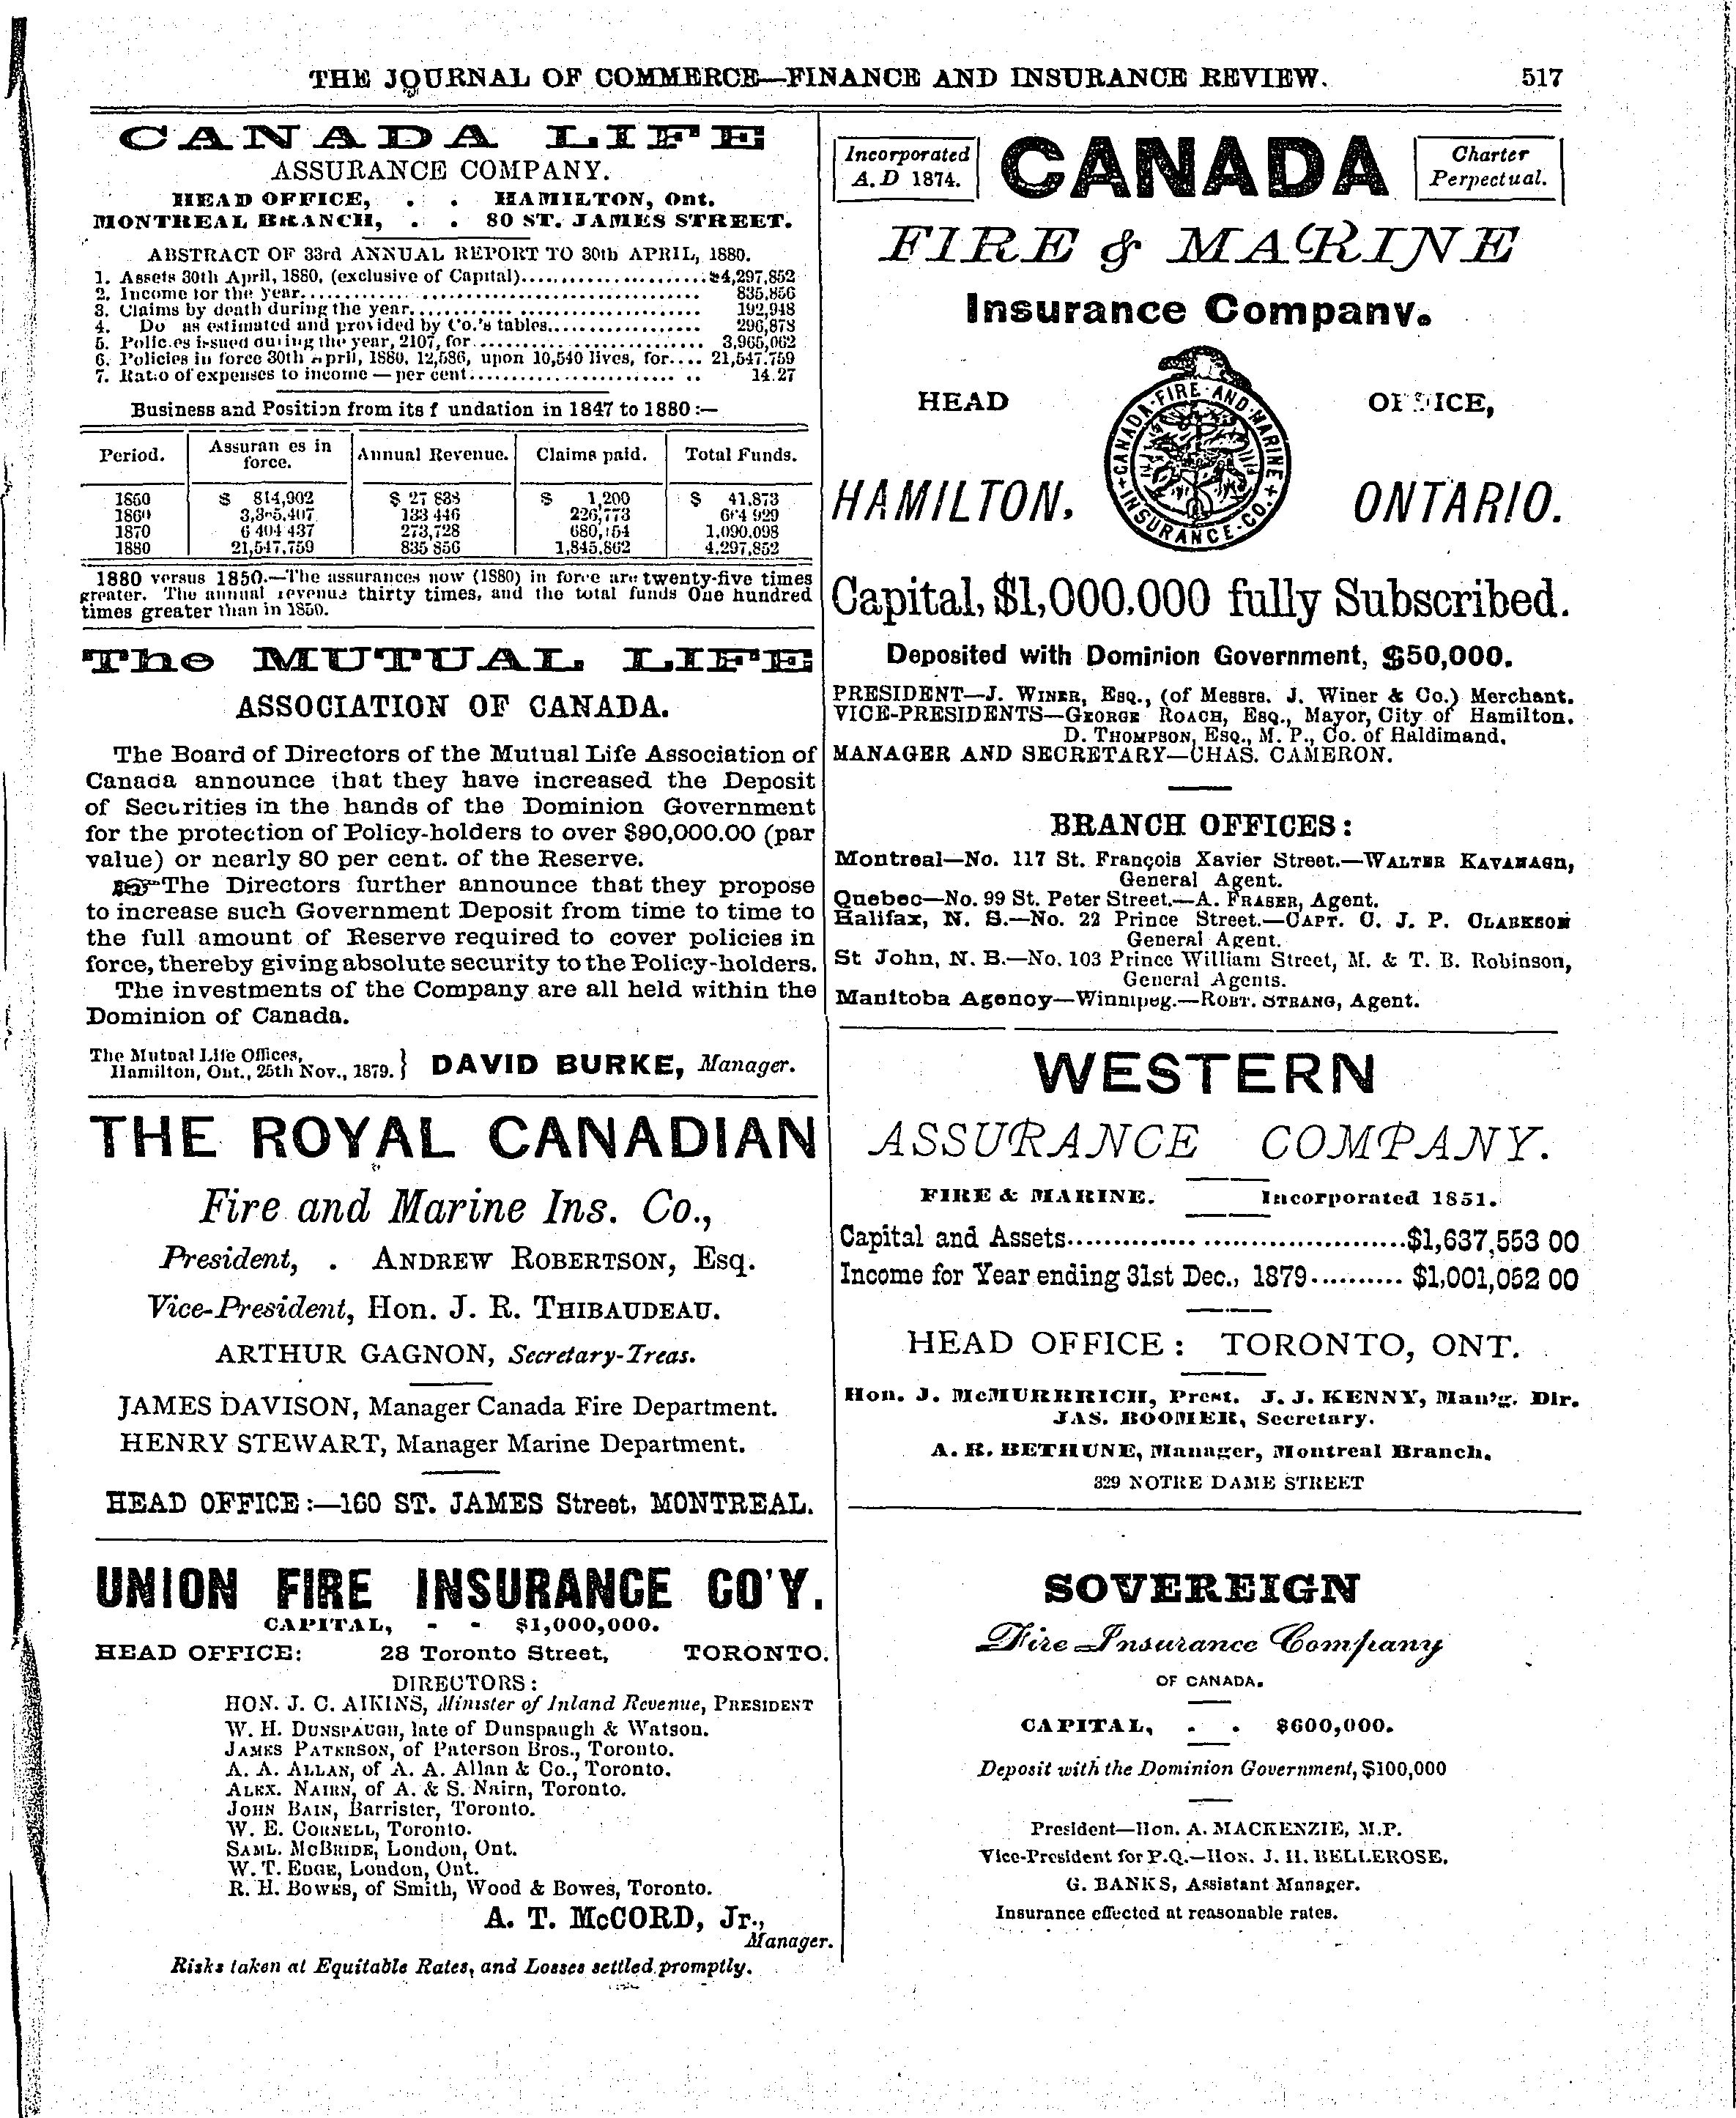 THE JOURNAL OF COMMERCE—FINANCE AND INSURANCE REVIEW. 517
CANADA LIFE
ASSURANCE COMPANY.
HEAD OFFICE, . . HAMILTON, Ont.
MONTREAL BRANCH, . . 80 ST. JAMES STREET.
ABSTRACT OF 33rd ANNUAL REPORT TO 30th APRIL, 1880.
1. Assets 30th April, 1880, (exclusive of Capital)........ $4,297,852
2. Income for the year........ 835,856
3. Claims by death during the year........ 192,948
4. Do as estimated and provided by Co.'s tables........ 296,878
5. Policies issued during the year, 2107, for........ 3,965,062
6. Policies in force 30th April, 1880, 12,586, upon 10,540 lives, for.... 21,547,759
7. Ratio of expenses to income — per cent........ 14.27
Business and Position from its f undation in 1847 to 1880:—
Period. Assuran es in force. Annual Revenue. Claims paid. Total Funds.
1850 $ 814,902 $ 27 838 $ 1,200 $ 41,873
1860 133 446 226,773 929
1870 6 404 437 273,728 1,090,098
1880 21,547,759 835 856 1,845,862 4,297,852
1880 versus 1850.—The assurances now (1880) in force are twenty-five times
greater. The annual revenue thirty times, and the total funds One hundred
times greater than in 1850.
The MUTUAL LIFE
ASSOCIATION OF CANADA.
The Board of Directors of the Mutual Life Association of
Canada announce that they have increased the Deposit
of Securities in the hands of the Dominion Government
for the protection of Policy-holders to over $90,000.00 (par
value) or nearly 80 per cent. of the Reserve.
☞The Directors further announce that they propose
to increase such Government Deposit from time to time to
the full amount of Reserve required to cover policies in
force, thereby giving absolute security to the Policy-holders.
The investments of the Company are all held within the
Dominion of Canada.
The Mutual Life Offices,
Hamilton, Ont., 25th Nov., 1879. } DAVID BURKE, Manager.
THE ROYAL CANADIAN
Fire and Marine Ins. Co.,
President, . ANDREW ROBERTSON, Esq.
Vice-President, Hon. J. R. THIBAUDEAU.
ARTHUR GAGNON, Secretary-Treas.
JAMES DAVISON, Manager Canada Fire Department.
HENRY STEWART, Manager Marine Department.
HEAD OFFICE:—160 ST. JAMES Street, MONTREAL.
UNION FIRE INSURANCE CO'Y.
CAPITAL, - - $1,000,000.
HEAD OFFICE: 28 Toronto Street, TORONTO.
DIRECTORS:
HON. J. C. AIKINS, Minister of Inland Revenue, PRESIDENT
W. H. DUNSPAUGH, late of Dunspaugh & Watson.
JAMES PATERSON, of Paterson Bros., Toronto.
A. A. ALLAN, of A. A. Allan & Co., Toronto.
ALEX. NAIRN, of A. & S. Nairn, Toronto.
JOHN BAIN, Barrister, Toronto.
W. E. CORNELL, Toronto.
SAML. McBRIDE, London, Ont.
W. T. EDGE, London, Ont.
R. H. BOWES, of Smith, Wood & Bowes, Toronto.
A. T. McCORD, Jr.,
Manager.
Risks taken at Equitable Rates, and Losses settled promptly.
Incorporated A.D 1874.
CANADA
Charter Perpectual.
FIRE & MARINE
Insurance Company.
HEAD OFFICE,
CANADA-FIRE-AND-MARINE+INSURANCE-CO.+
HAMILTON, ONTARIO.
Capital, $1,000,000 fully Subscribed.
Deposited with Dominion Government, $50,000.
PRESIDENT—J. WINER, ESQ., (of Messrs. J. Winer & Co.) Merchant.
VICE-PRESIDENTS—GEORGE ROACH, ESQ., Mayor, City of Hamilton.
D. THOMPSON, ESQ., M. P., Co. of Haldimand.
MANAGER AND SECRETARY—CHAS. CAMERON.
BRANCH OFFICES:
Montreal—No. 117 St. François Xavier Street.—WALTER KAVANAGH,
General Agent.
Quebec—No. 99 St. Peter Street.—A. FRASER, Agent.
Halifax, N. S.—No. 22 Prince Street.—CAPT. C. J. P. CLARKSON
General Agent.
St John, N. B.—No. 103 Prince William Street, M. & T. B. Robinson,
General Agents.
Manitoba Agency—Winnipeg.—ROBT. STRANG, Agent.
WESTERN
ASSURANCE COMPANY.
FIRE & MARINE. Incorporated 1851.
Capital and Assets........ $1,637,553 00
Income for Year ending 31st Dec., 1879.......... $1,001,052 00
HEAD OFFICE: TORONTO, ONT.
Hon. J. McMURRRICH, Prest. J. J. KENNY, Man'g. Dir.
JAS. BOOMER, Secretary.
A. R. BETHUNE, Manager, Montreal Branch.
329 NOTRE DAME STREET
SOVEREIGN
Fire Insurance Company
OF CANADA.
CAPITAL, . . $600,000.
Deposit with the Dominion Government, $100,000
President—Hon. A. MACKENZIE, M.P.
Vice-President for P.Q.—HON. J. H. BELLEROSE.
G. BANKS, Assistant Manager.
Insurance effected at reasonable rates.